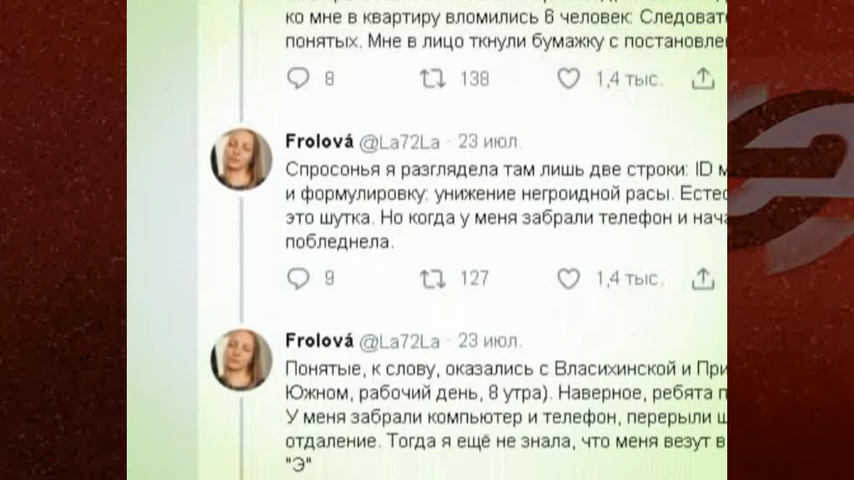 ко мне в квартиру вломились 6 человек: Следоват
понятых. Мне в лицо ткнули бумажку с постановле
8 138 1,4 тыс.
Frolová @La72La · 23 июл.
Спросонья я разглядела там лишь две строки: ID
и формулировку: унижение негроидной расы. Естес
это шутка. Но когда у меня забрали телефон и нача
побледнела.
9 127 1,4 тыс.
Frolová @La72La · 23 июл.
Понятые, к слову, оказались с Власихинской и При
Южном, рабочий день, 8 утра). Наверное, ребята
У меня забрали компьютер и телефон, перерыли
отдаление. Тогда я ещё не знала, что меня везут в
"Э"